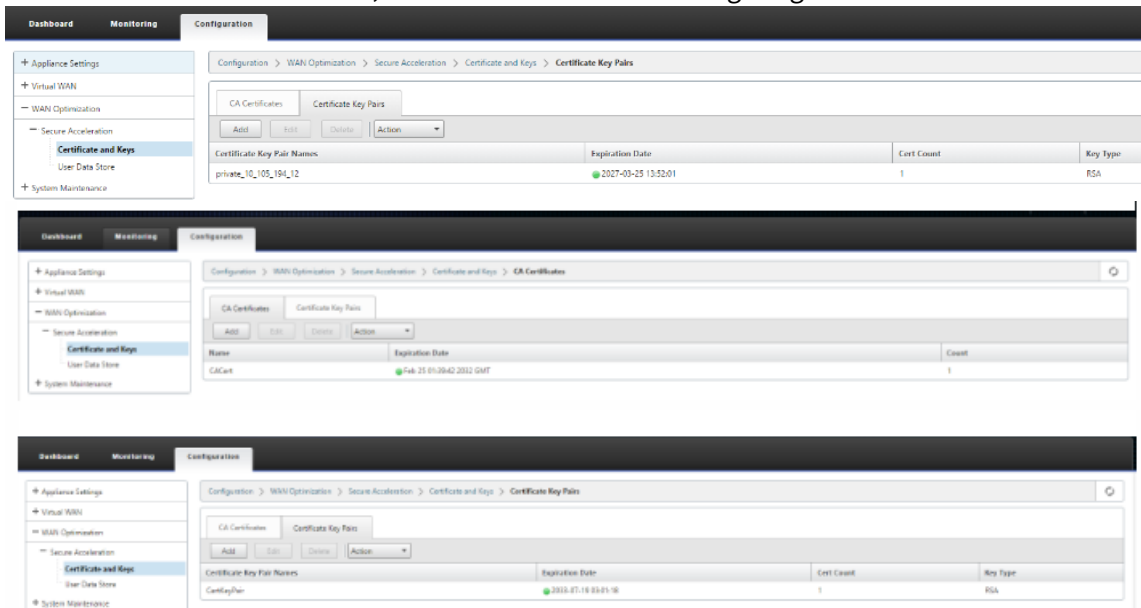 Dashboard Monitoring Configuration
+ Appliance Settings
Configuration > WAN Optimization > Secure Acceleration > Certificate and Keys > Certificate Key Pairs
+ Virtual WAN
− WAN Optimization
CA Certificates Certificate Key Pairs
− Secure Acceleration
Add Edit Delete Action
Certificate and Keys
Certificate Key Pair Names Expiration Date Cert Count Key Type
User Data Store
private_10_105_194_12 2027-03-25 13:52:01 1 RSA
+ System Maintenance
Dashboard Monitoring Configuration
+ Appliance Settings
Configuration > WAN Optimization > Secure Acceleration > Certificate and Keys > CA Certificates
+ Virtual WAN
− WAN Optimization
CA Certificates Certificate Key Pairs
− Secure Acceleration
Add Edit Delete Action
Certificate and Keys
Name Expiration Date Count
User Data Store
CACert Feb 25 2032 GMT 1
+ System Maintenance
Dashboard Monitoring Configuration
+ Appliance Settings
Configuration > WAN Optimization > Secure Acceleration > Certificate and Keys > Certificate Key Pairs
+ Virtual WAN
− WAN Optimization
CA Certificates Certificate Key Pairs
− Secure Acceleration
Add Edit Delete Action
Certificate and Keys
Certificate Key Pair Names Expiration Date Cert Count Key Type
User Data Store
CertKeyPair 1 RSA
+ System Maintenance